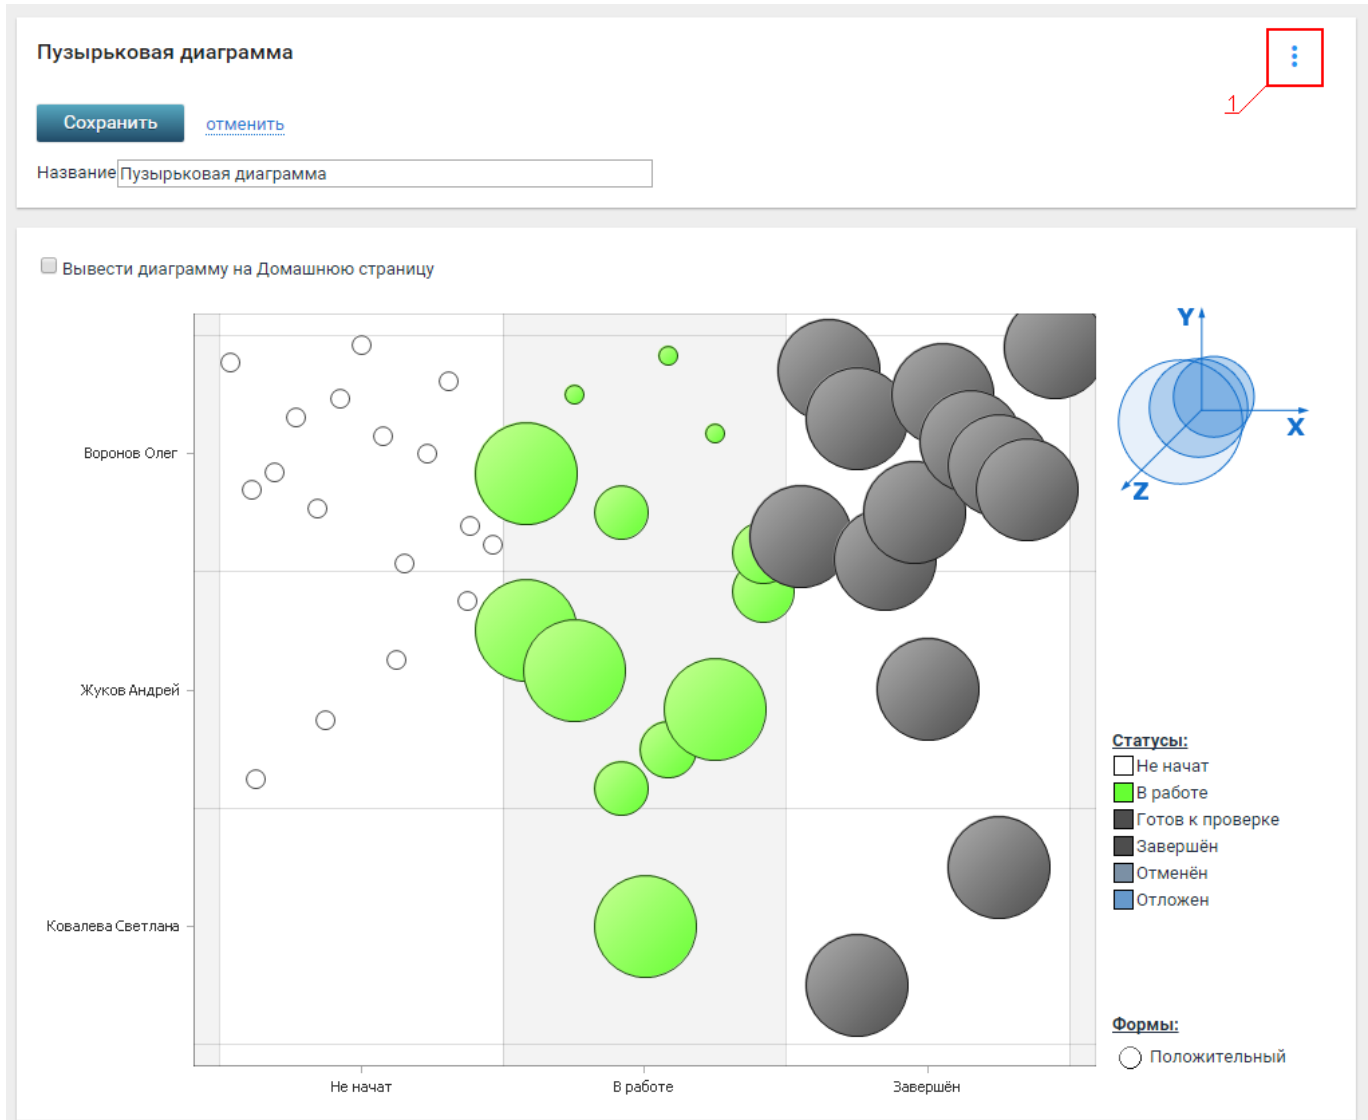 Пузырьковая диаграмма
1
Сохранить отменить
Название Пузырьковая диаграмма
Вывести диаграмму на Домашнюю страницу
Y
X
Z
Воронов Олег
Жуков Андрей
Ковалева Светлана
Не начат В работе Завершён
Статусы:
Не начат
В работе
Готов к проверке
Завершён
Отменён
Отложен
Формы:
Положительный